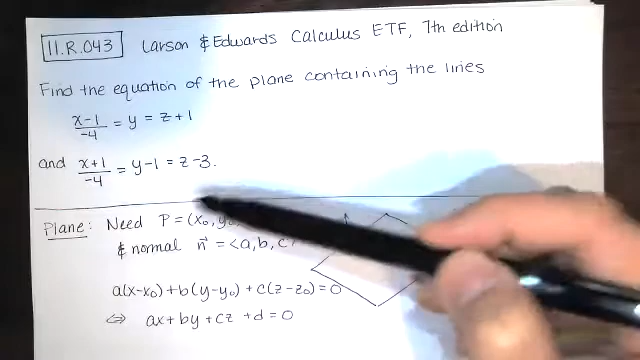 11.R.043 Larson & Edwards Calculus ETF, 7th edition
Find the equation of the plane containing the lines
(x-1)/-4 = y = z+1
and (x+1)/-4 = y-1 = z-3.
Plane: Need P = (x₀, y₀
& normal n⃗ = <a, b, c>
a(x-x₀)+b(y-y₀)+c(z-z₀)=0
⇔ ax+by+cz+d=0